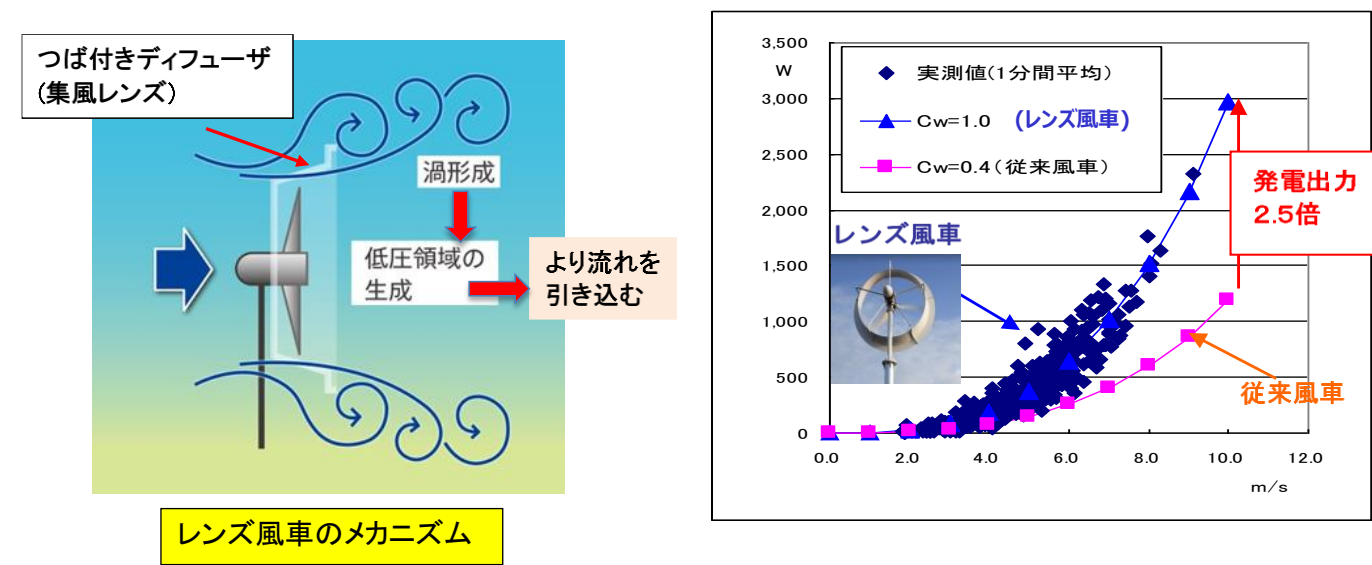 つば付きディフューザ
(集風レンズ)
渦形成
低圧領域の
生成
より流れを
引き込む
レンズ風車のメカニズム
3,500
W
3,000
2,500
2,000
1,500
1,000
500
0
実測値(1分間平均)
Cw=1.0 (レンズ風車)
Cw=0.4(従来風車)
発電出力
2.5倍
レンズ風車
従来風車
0.0 2.0 4.0 6.0 8.0 10.0 12.0
m/s